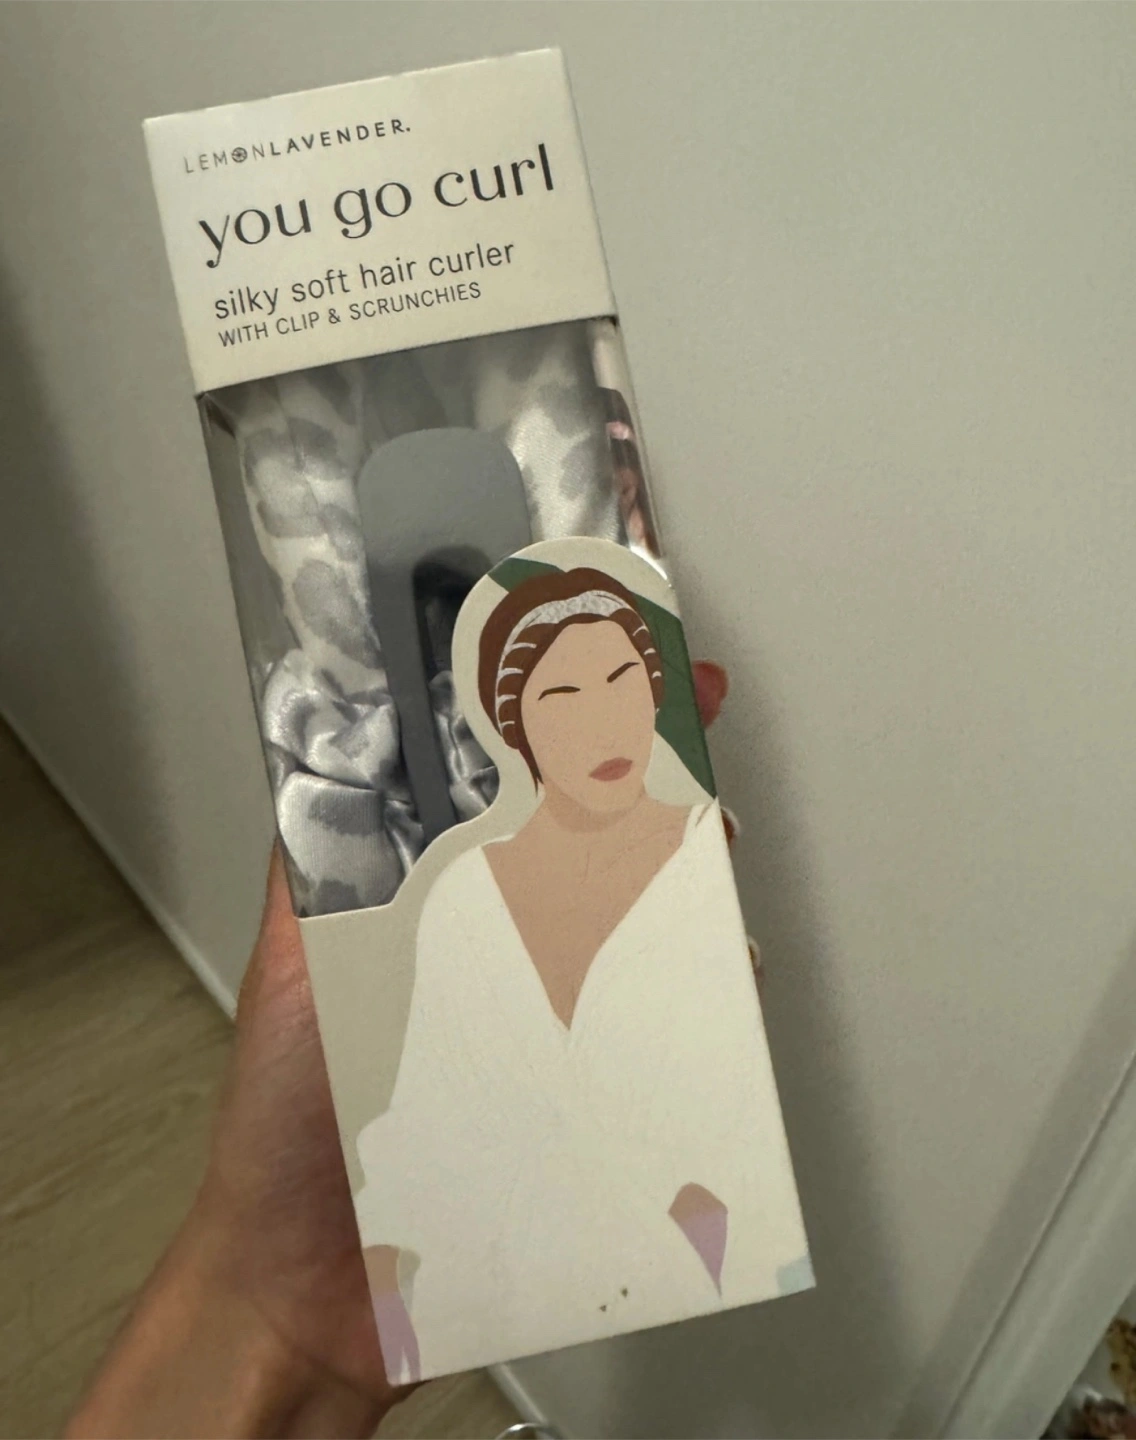 LEMONLAVENDER.
you go curl
silky soft hair curler
WITH CLIP & SCRUNCHIES